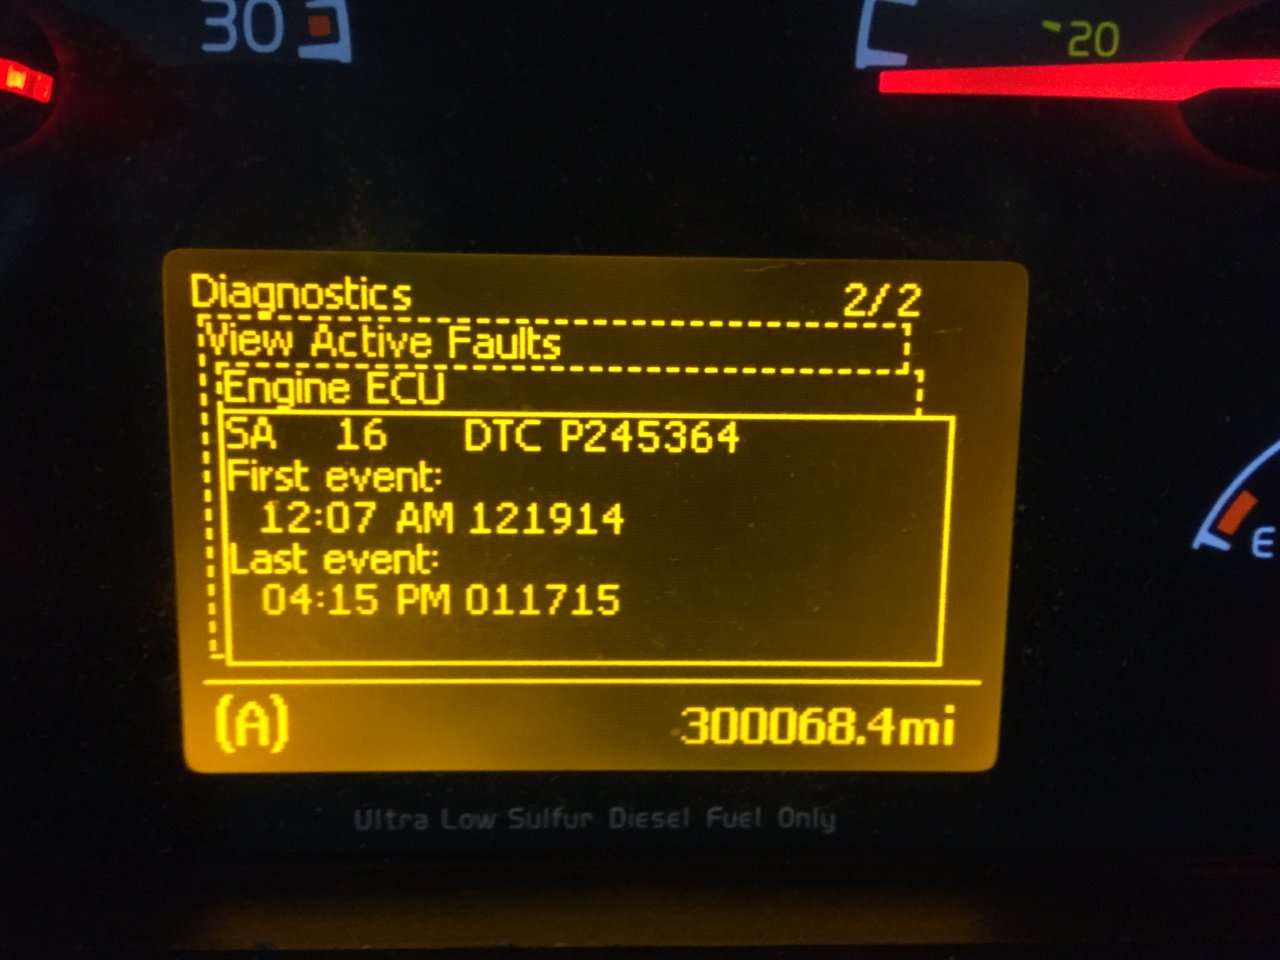 30
20
Diagnostics 2/2
View Active Faults
Engine ECU
SA 16 DTC P245364
First event:
12:07 AM 121914
Last event:
04:15 PM 011715
E
(A) 300068.4mi
Ultra Low Sulfur Diesel Fuel Only